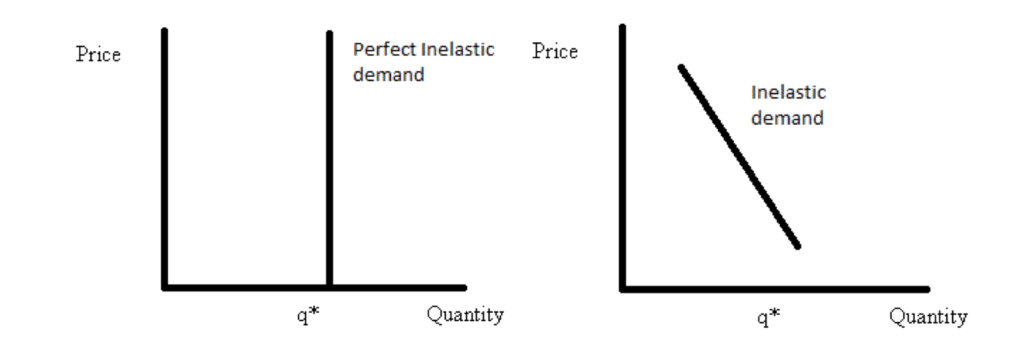 Price
Perfect Inelastic
demand
q*
Quantity
Price
Inelastic
demand
q*
Quantity